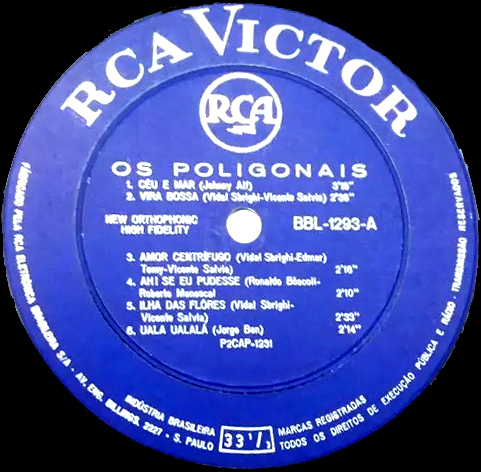 RCA VICTOR
RCA
OS POLIGONAIS
1. CÉU E MAR (Johnny Alf) 3'16"
2. VIRA BOSSA (Vidal Sbrighi-Vicente Salvia) 2'36"
NEW ORTHOPHONIC
HIGH FIDELITY
BBL-1293-A
3. AMOR CENTRÍFUGO (Vidal Sbrighi-Edmar
Temy-Vicente Salvia) 2'16"
4. AH! SE EU PUDESSE (Ronaldo Bôscoli-
Roberto Menescal 2'10"
5. ILHA DAS FLÔRES (Vidal Sbrighi-
Vicente Salvia) 2'33"
6. UALA UALALÁ (Jorge Ben) 2'14"
P2CAP-1231
FABRICADO PELA RCA ELETRÔNICA BRASILEIRA S/A - AV. ENG. BILLINGS, 2227 - S. PAULO
INDÚSTRIA BRASILEIRA
33 1/3
MARCAS REGISTRADAS
TODOS OS DIREITOS DE EXECUÇÃO PÚBLICA E RÁDIO - TRANSMISSÃO RESERVADOS